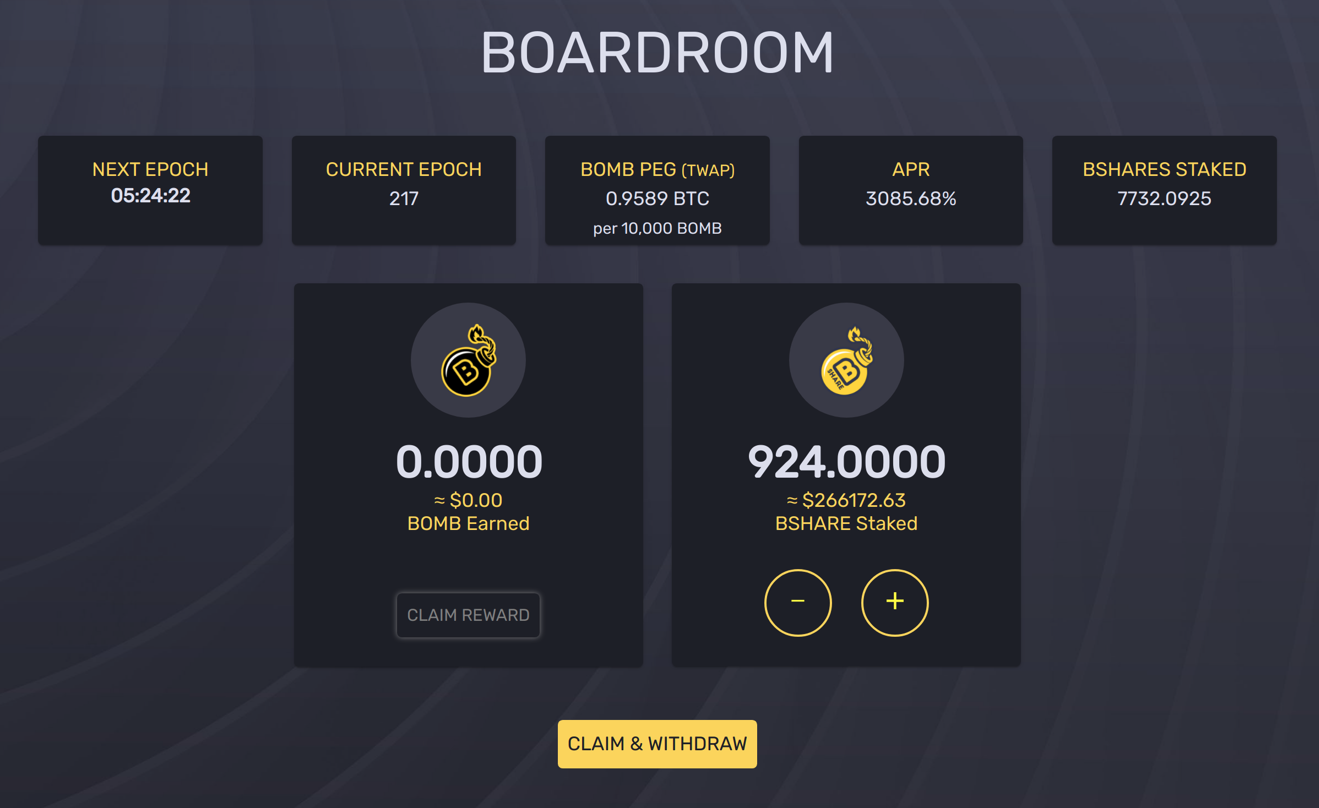 BOARDROOM
NEXT EPOCH
05:24:22
CURRENT EPOCH
217
BOMB PEG (TWAP)
0.9589 BTC
per 10,000 BOMB
APR
3085.68%
BSHARES STAKED
7732.0925
B
0.0000
≈ $0.00
BOMB Earned
CLAIM REWARD
B
SHARE
924.0000
≈ $266172.63
BSHARE Staked
−
+
CLAIM & WITHDRAW